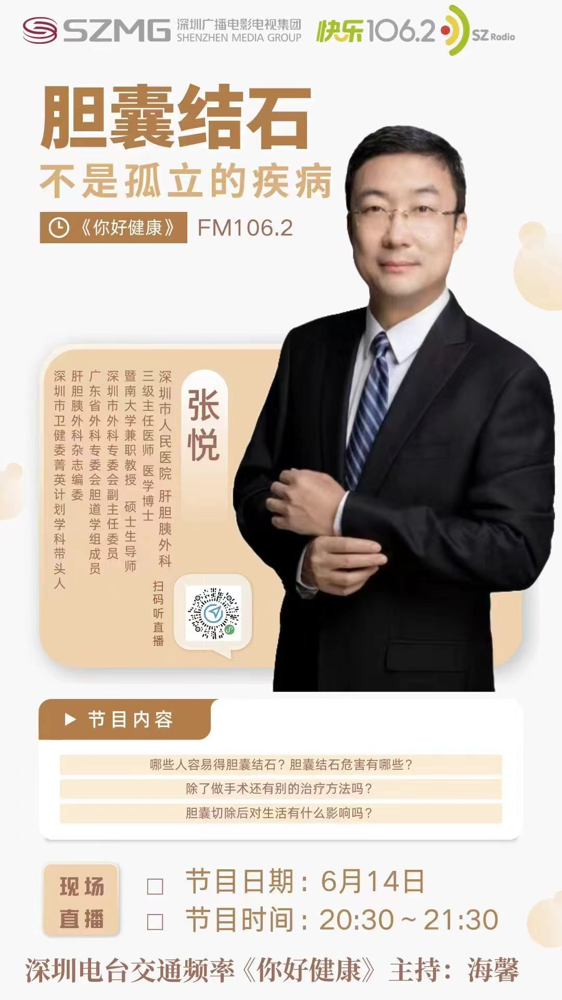 SZMG 深圳广播电影电视集团
SHENZHEN MEDIA GROUP
快乐106.2 SZ Radio
胆囊结石
不是孤立的疾病
《你好健康》 FM106.2
张悦
深圳市人民医院 肝胆胰外科
三级主任医师 医学博士
暨南大学兼职教授 硕士生导师
深圳市外科专委会副主任委员
广东省外科专委会胆道学组成员
肝胆胰外科杂志编委
深圳市卫健委菁英计划学科带头人
扫码听直播
节目内容
哪些人容易得胆囊结石？胆囊结石危害有哪些？
除了做手术还有别的治疗方法吗？
胆囊切除后对生活有什么影响吗？
现场
直播
节目日期：6月14日
节目时间：20:30~21:30
深圳电台交通频率《你好健康》主持：海馨